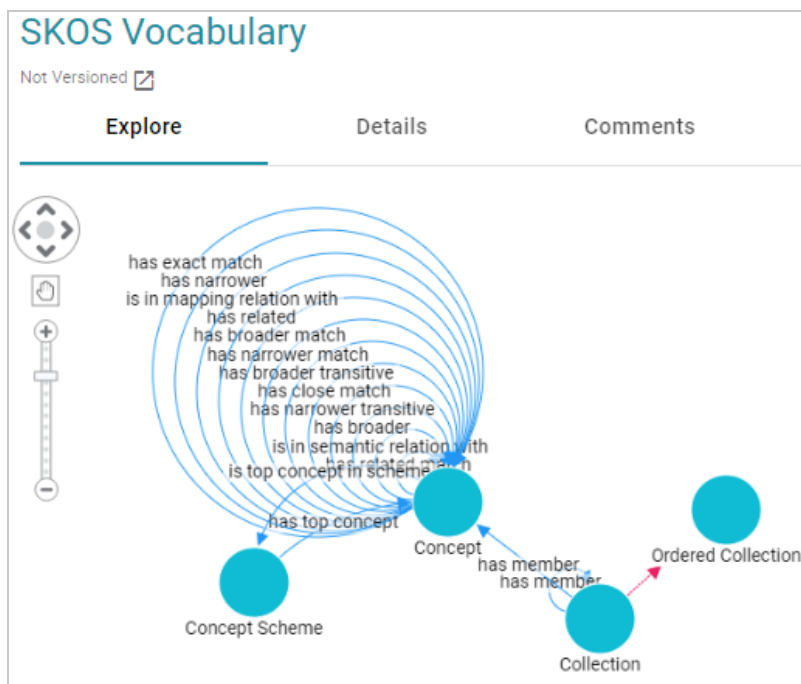 SKOS Vocabulary
Not Versioned
Explore
Details
Comments
has exact match
has narrower
is in mapping relation with
has related
has broader match
has narrower match
has broader transitive
has close match
has narrower transitive
has broader
is in semantic relation with
has related match
is top concept in scheme
has top concept
Concept
Ordered Collection
has member
has member
Concept Scheme
Collection